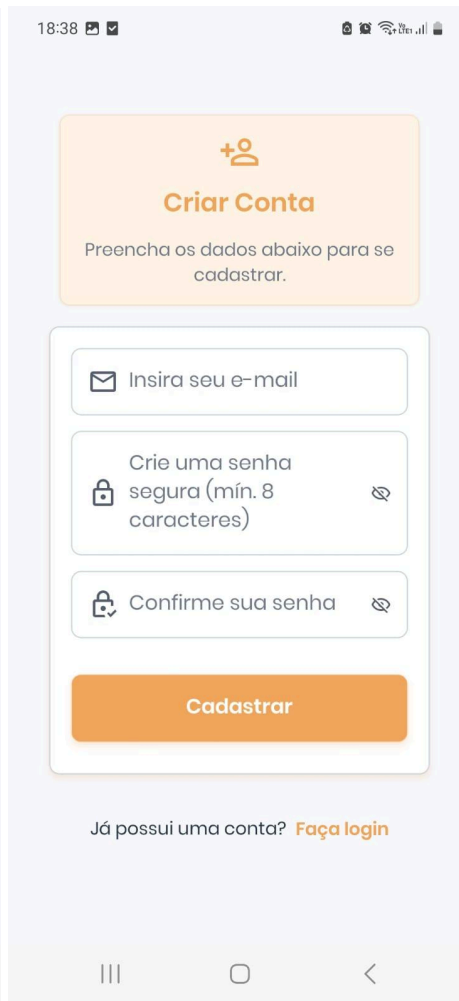 18:38
Criar Conta
Preencha os dados abaixo para se
cadastrar.
Insira seu e-mail
Crie uma senha
segura (mín. 8
caracteres)
Confirme sua senha
Cadastrar
Já possui uma conta? Faça login